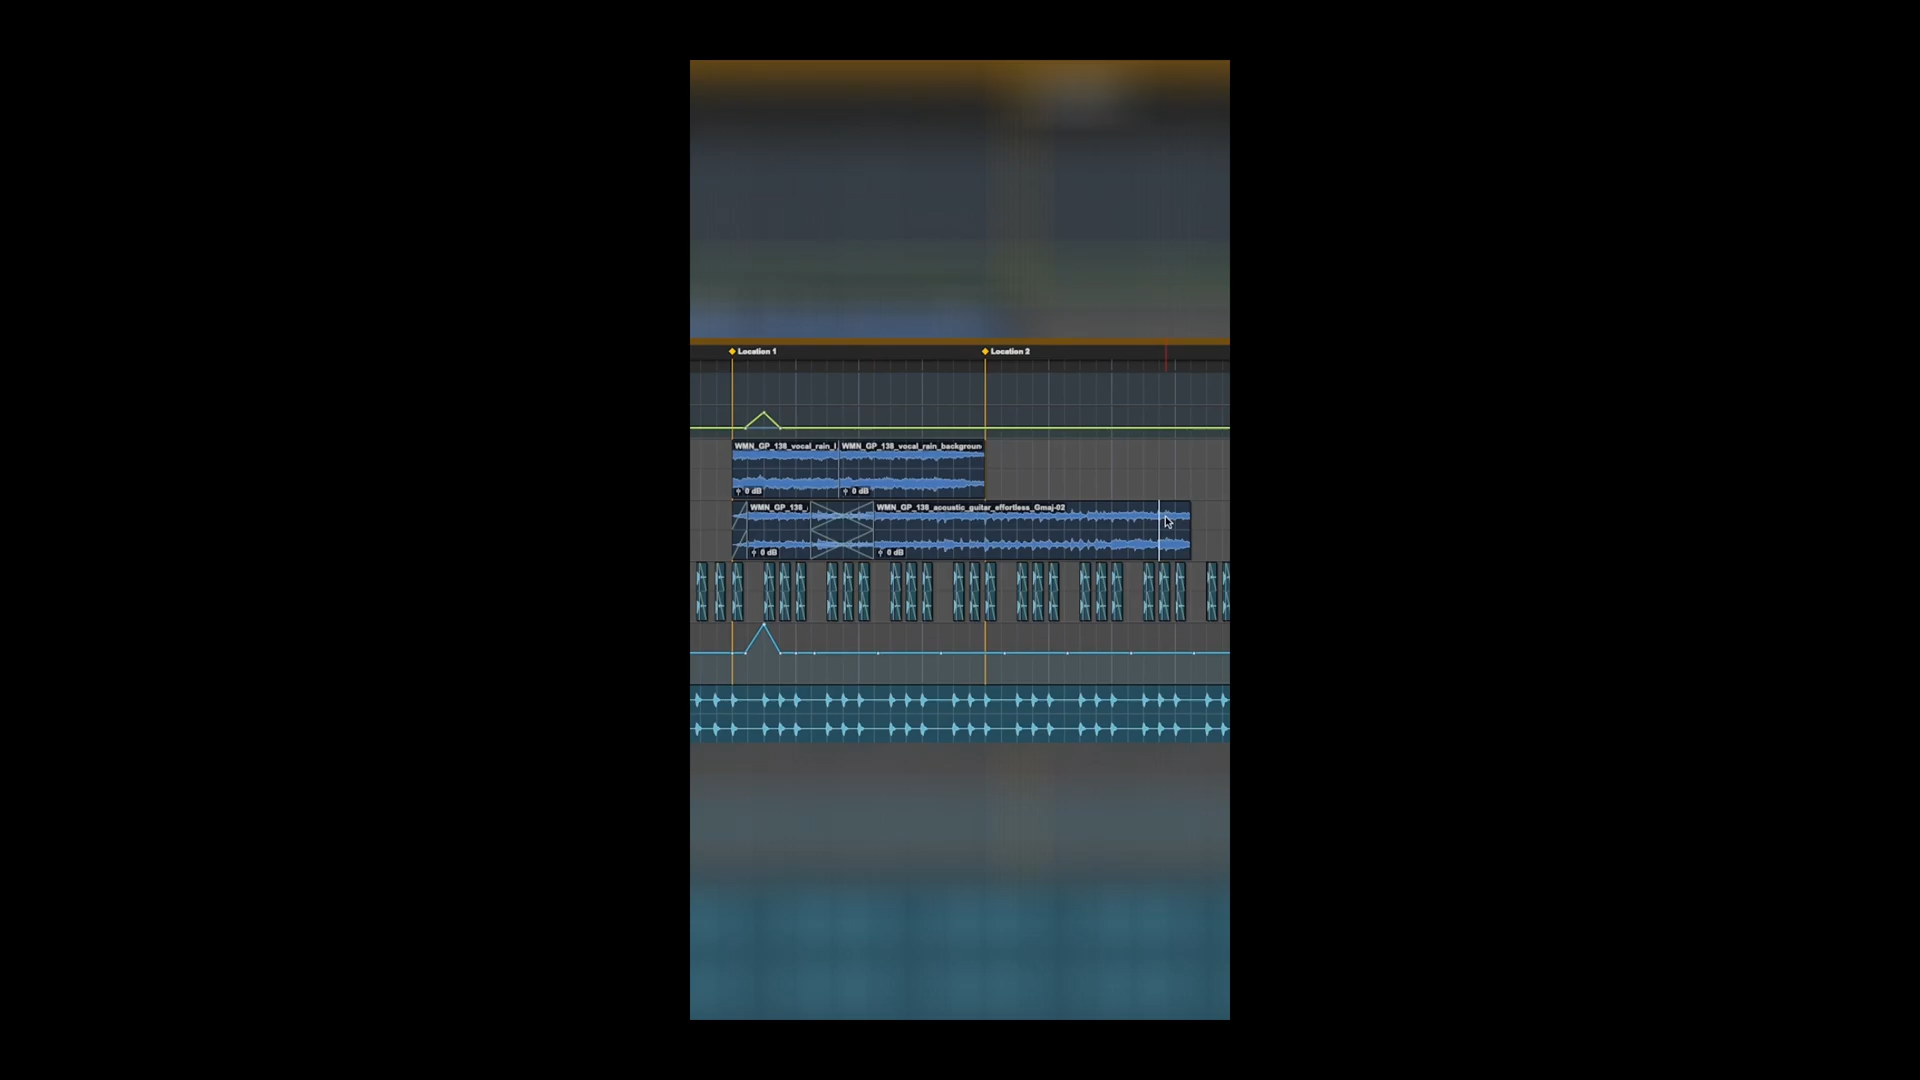 Location 1
Location 2
WMN_GP_138_vocal_rain_l
WMN_GP_138_vocal_rain_backgroun
0 dB
0 dB
WMN_GP_138_
WMN_GP_138_acoustic_guitar_effortless_Gmaj-02
0 dB
0 dB